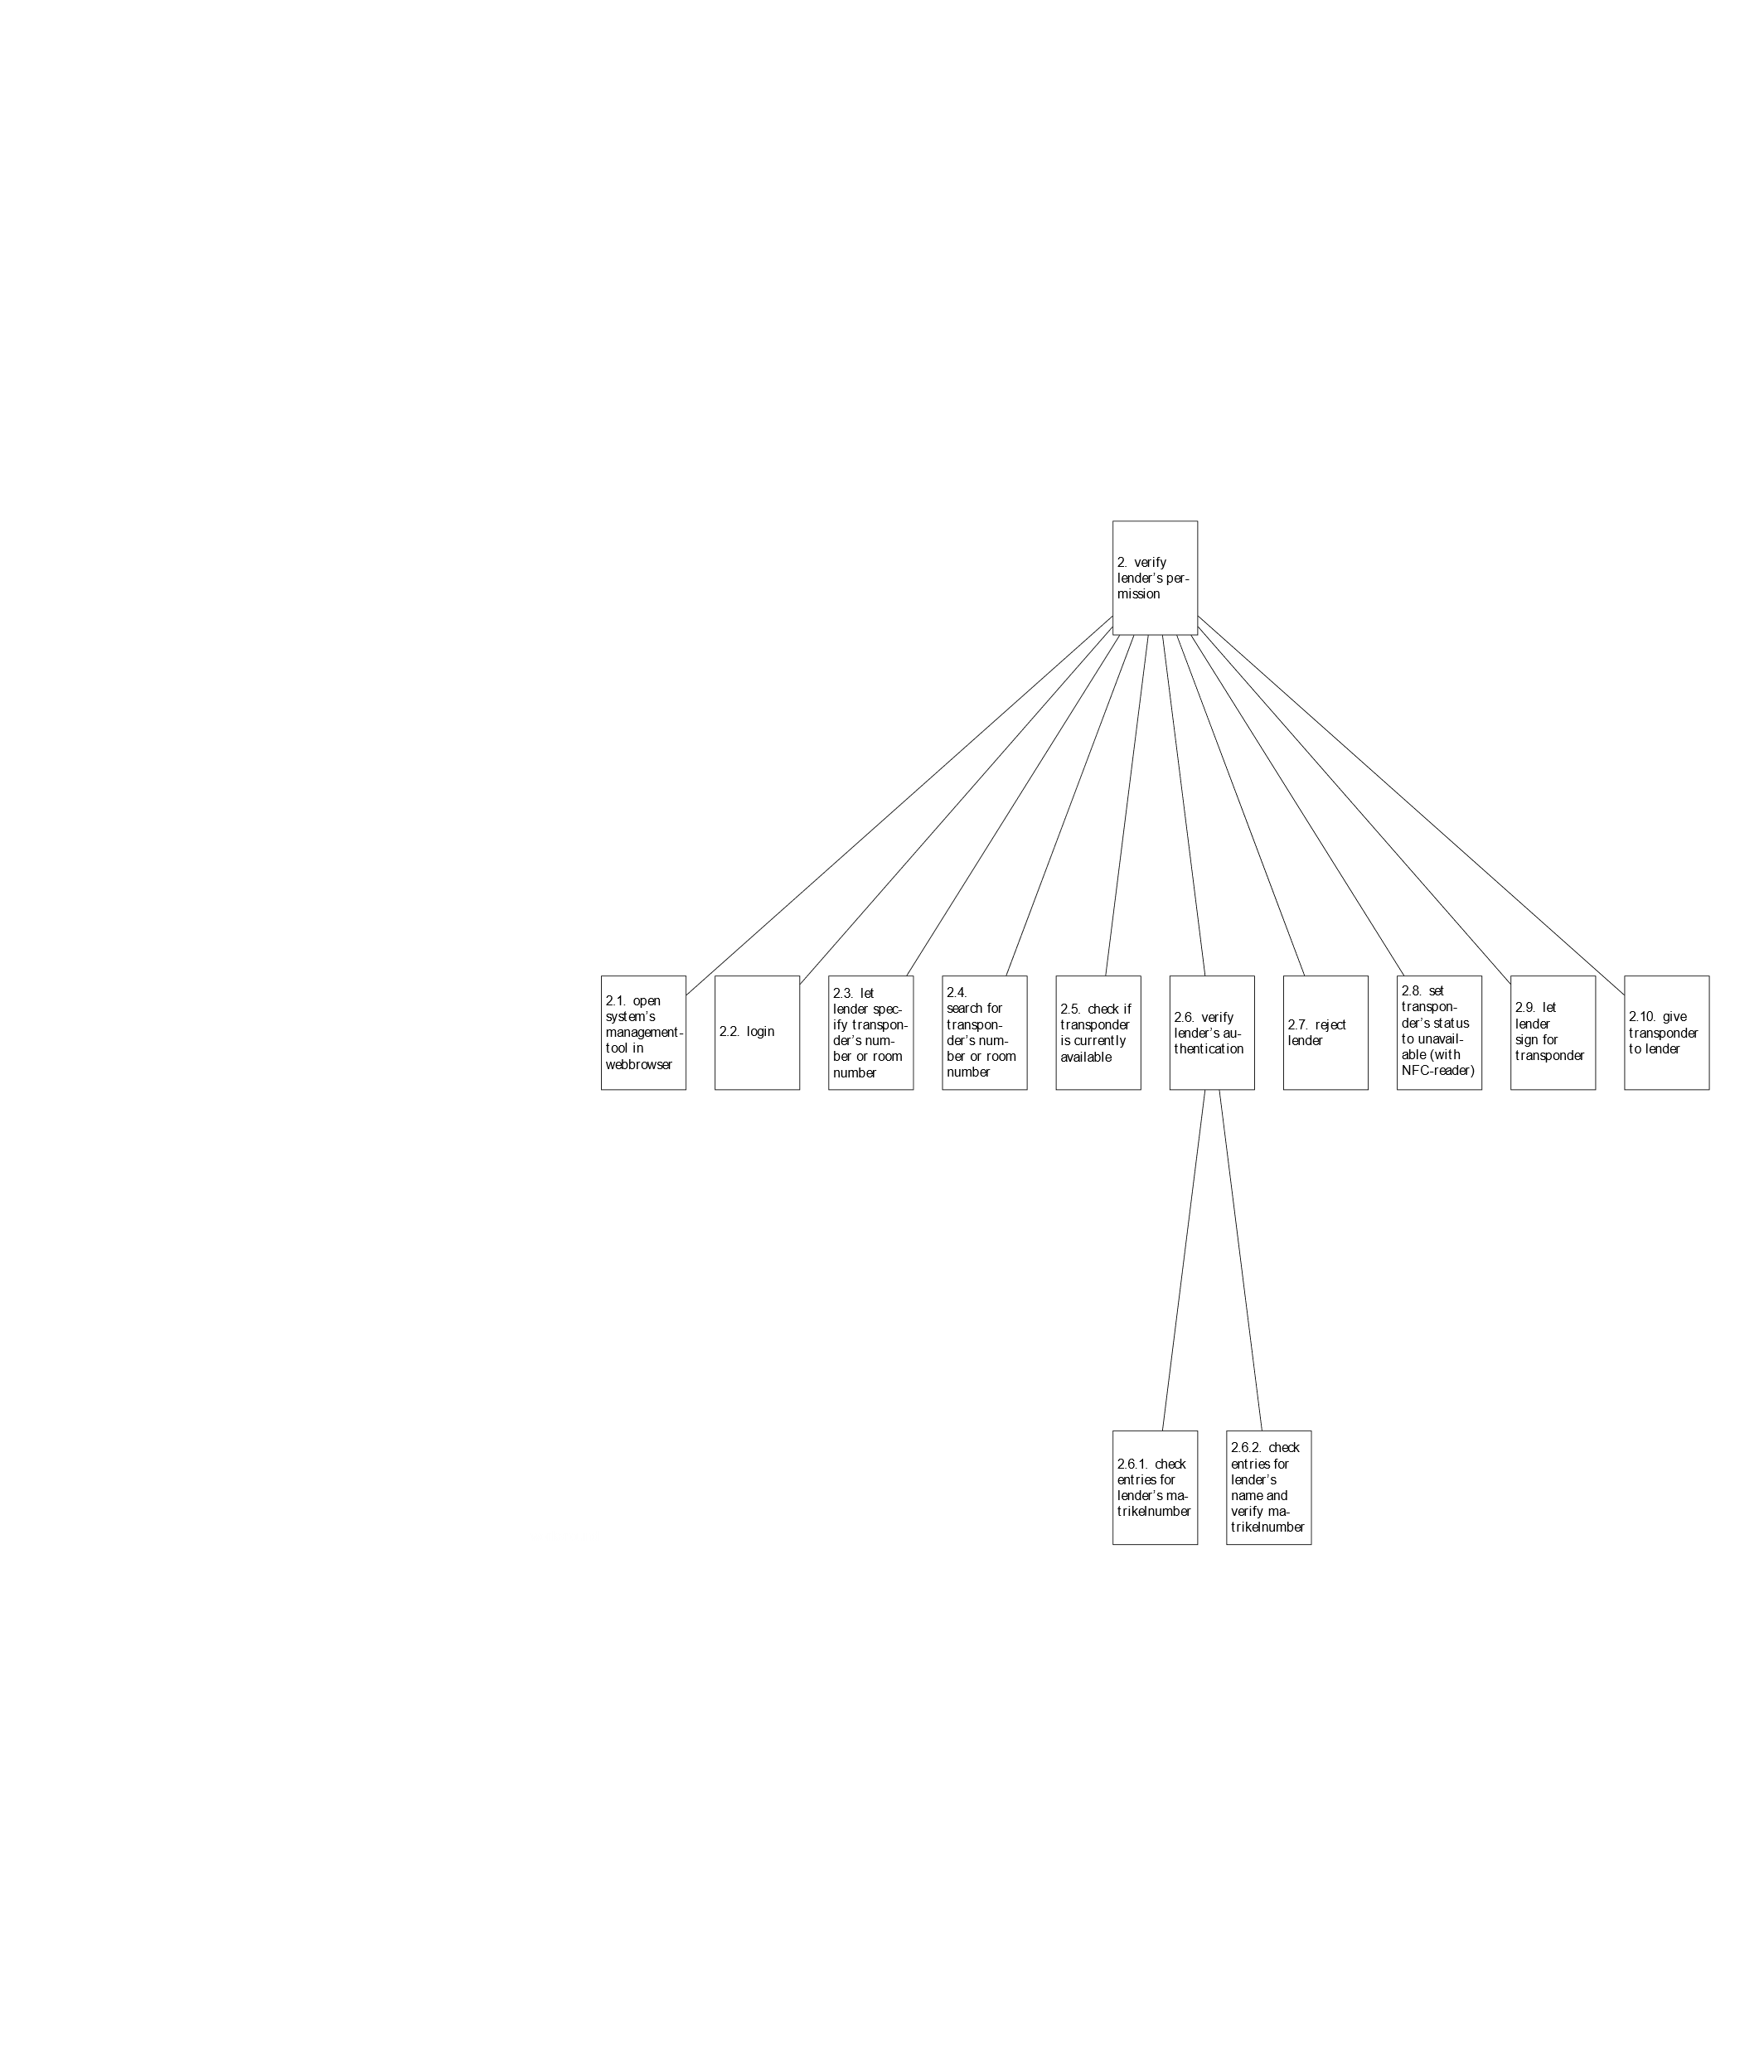 2. verify
lender's per-
mission
2.1. open
system's
management-
tool in
webbrowser
2.2. login
2.3. let
lender spec-
ify transpon-
der's num-
ber or room
number
2.4.
search for
transpon-
der's num-
ber or room
number
2.5. check if
transponder
is currently
available
2.6. verify
lender's au-
thentication
2.7. reject
lender
2.8. set
transpon-
der's status
to unavail-
able (with
NFC-reader)
2.9. let
lender
sign for
transponder
2.10. give
transponder
to lender
2.6.1. check
entries for
lender's ma-
trikelnumber
2.6.2. check
entries for
lender's
name and
verify ma-
trikelnumber